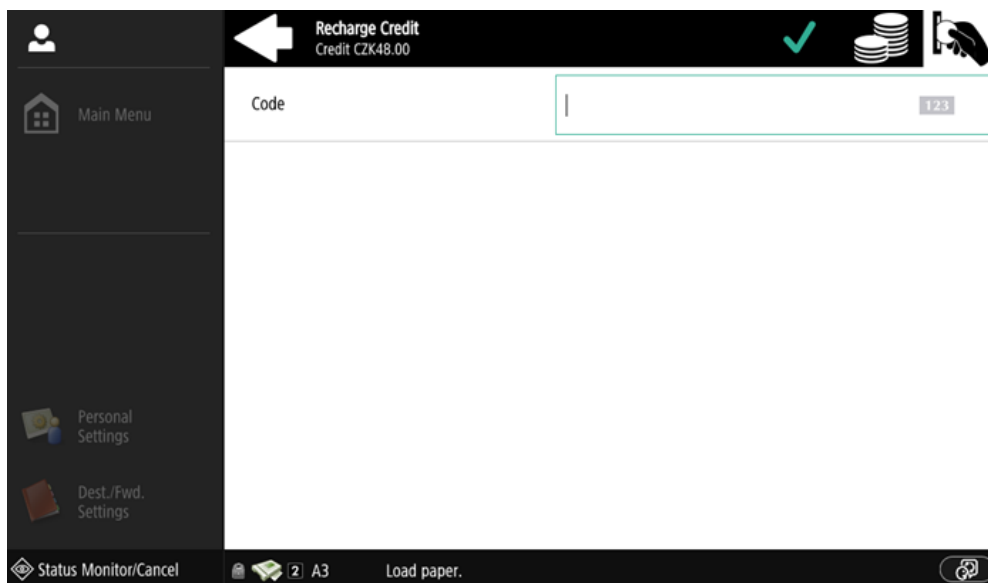 Recharge Credit
Credit CZK48.00
Main Menu
Code
123
Personal
Settings
Dest./Fwd.
Settings
Status Monitor/Cancel
2 A3 Load paper.